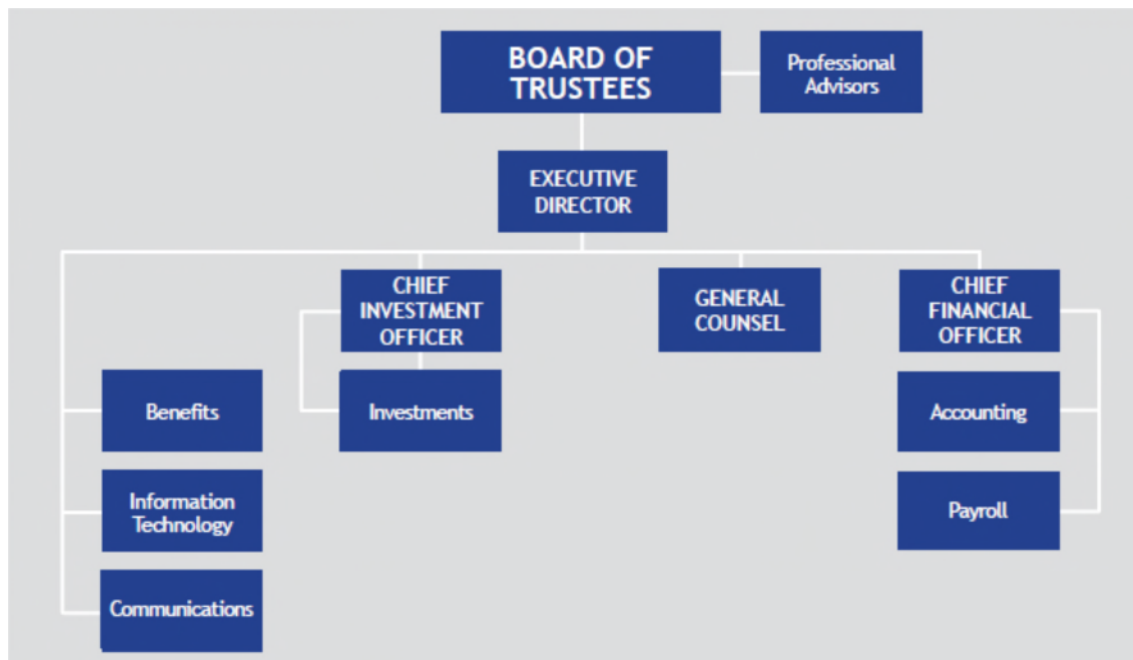 BOARD OF
TRUSTEES
Professional
Advisors
EXECUTIVE
DIRECTOR
CHIEF
INVESTMENT
OFFICER
GENERAL
COUNSEL
CHIEF
FINANCIAL
OFFICER
Benefits
Investments
Accounting
Information
Technology
Payroll
Communications